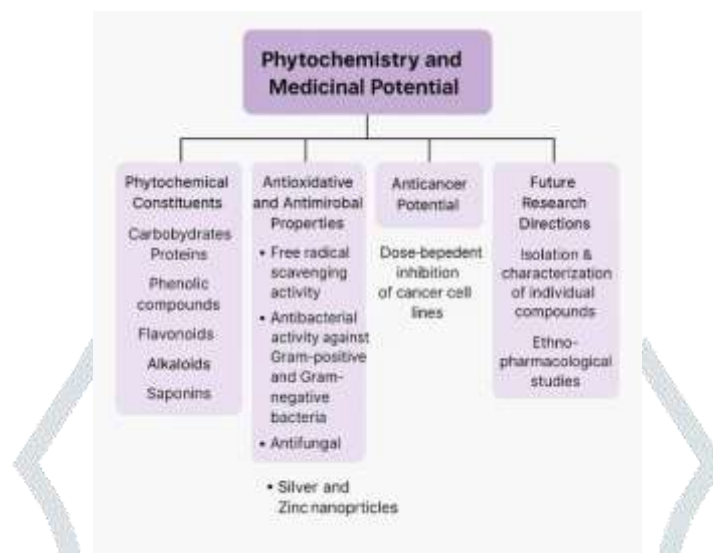 Phytochemistry and
Medicinal Potential
Phytochemical
Constituents
Carbobydrates
Proteins
Phenolic
compounds
Flavonoids
Alkaloids
Saponins
Antioxidative
and Antimirobal
Properties
• Free radical
scavenging
activity
• Antibacterial
activity against
Gram-positive
and Gram-
negative
bacteria
• Antifungal
• Silver and
Zinc nanoprticles
Anticancer
Potential
Dose-bependent
inhibition
of cancer cell
lines
Future
Research
Directions
Isolation &
characterization
of individual
compounds
Ethno-
pharmacological
studies